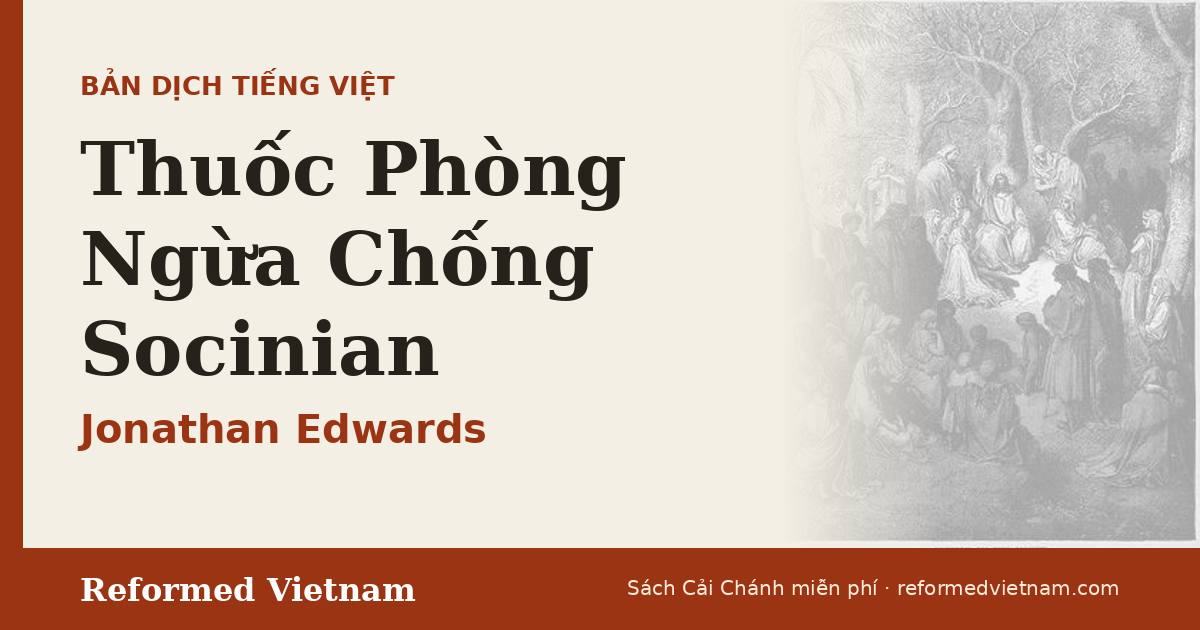 BẢN DỊCH TIẾNG VIỆT
Thuốc Phòng
Ngừa Chống
Socinian
Jonathan Edwards
Reformed Vietnam
Sách Cải Chánh miễn phí · reformedvietnam.com